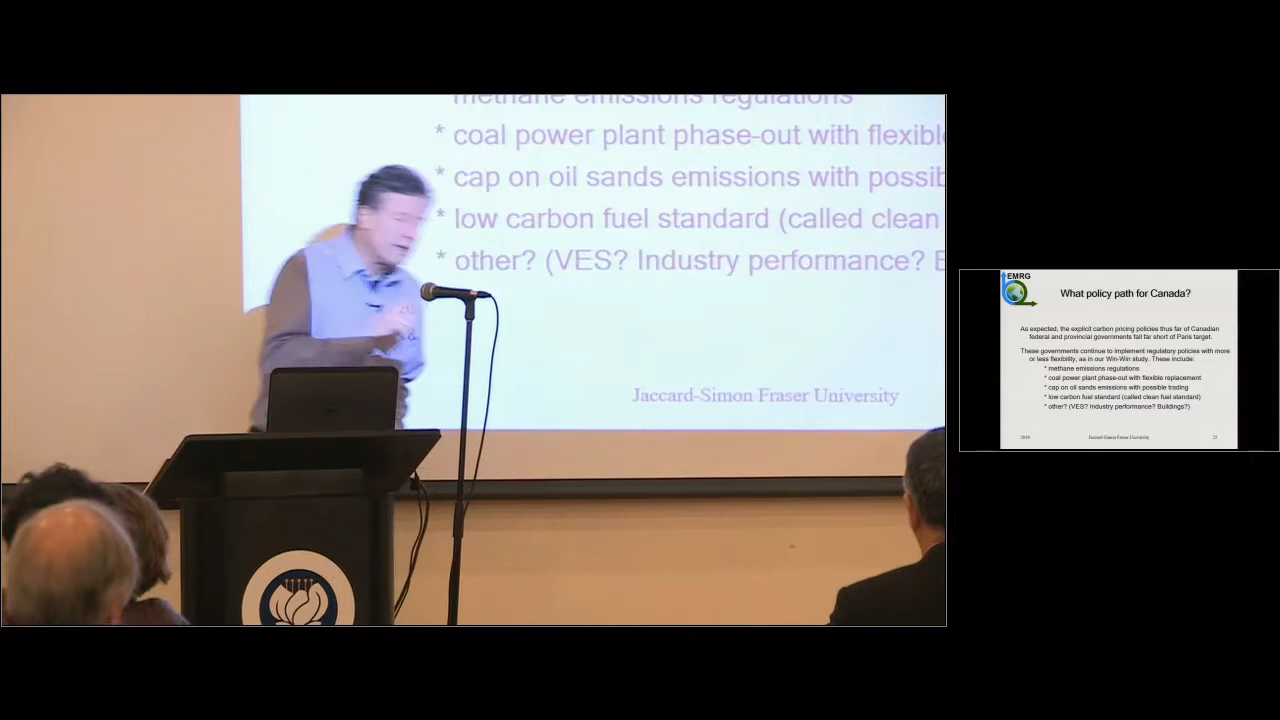 methane emissions regulations
* coal power plant phase-out with flexible
* cap on oil sands emissions with possib
* low carbon fuel standard (called clean
* other? (VES? Industry performance? B
Jaccard-Simon Fraser University
EMRG
What policy path for Canada?
As expected, the explicit carbon pricing policies thus far of Canadian
federal and provincial governments fall far short of Paris target.
These governments continue to implement regulatory policies with more
or less flexibility, as in our Win-Win study. These include:
* methane emissions regulations
* coal power plant phase-out with flexible replacement
* cap on oil sands emissions with possible trading
* low carbon fuel standard (called clean fuel standard)
* other? (VES? Industry performance? Buildings?)
Jaccard-Simon Fraser University